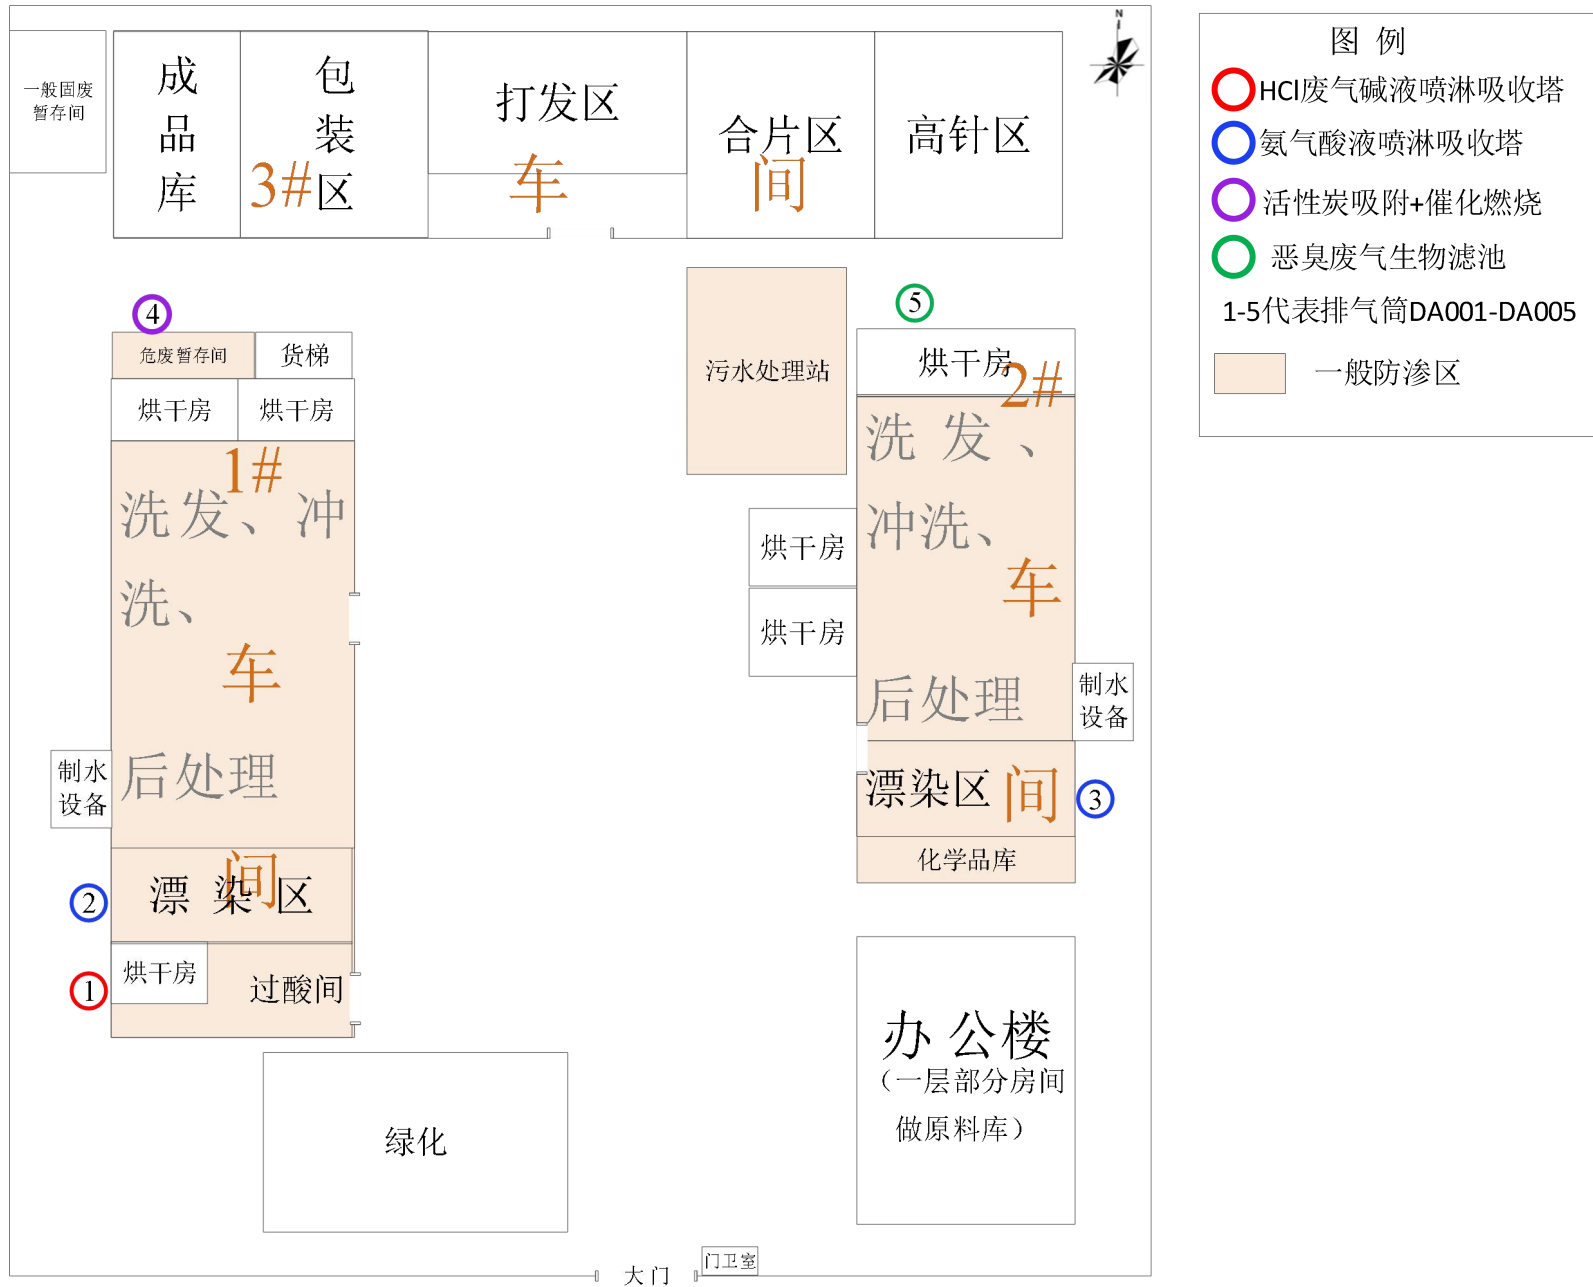 一般固废
暂存间
成品库
包装区
打发区
合片区
高针区
3#车间
N
图 例
HCl废气碱液喷淋吸收塔
氨气酸液喷淋吸收塔
活性炭吸附+催化燃烧
恶臭废气生物滤池
1-5代表排气筒DA001-DA005
一般防渗区
4
危废暂存间
货梯
烘干房
烘干房
1#车间
洗发、冲
洗、
后处理
制水
设备
漂染区
2
烘干房
过酸间
1
污水处理站
5
烘干房
2#车间
洗发、
冲洗、
后处理
烘干房
烘干房
制水
设备
漂染区
3
化学品库
办公楼
（一层部分房间
做原料库）
绿化
门卫室
大门